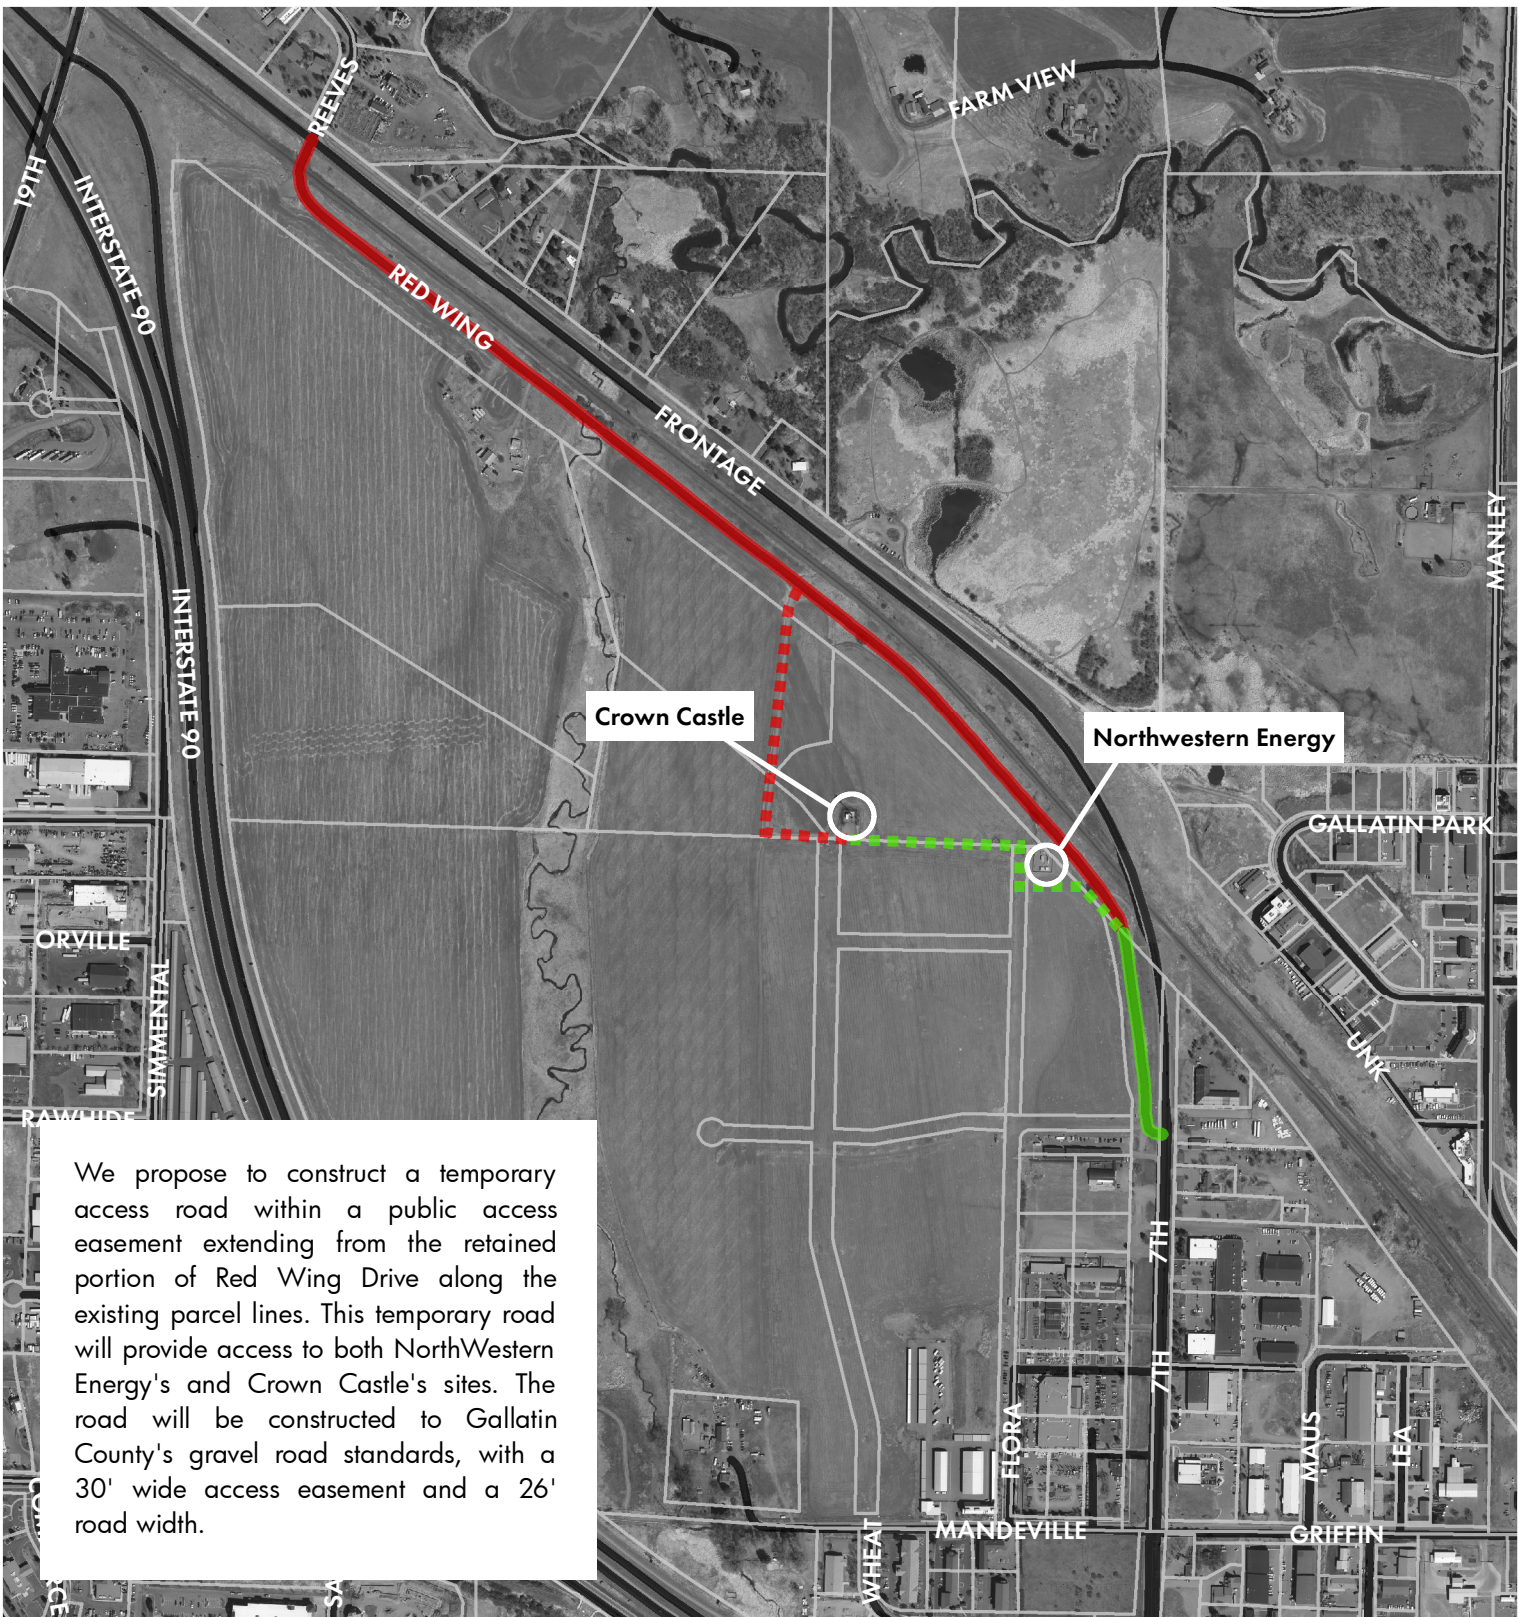 REEVES
FARM VIEW
19TH
INTERSTATE 90
RED WING
FRONTAGE
MANLEY
INTERSTATE 90
Crown Castle
Northwestern Energy
GALLATIN PARK
ORVILLE
SIMMENTAL
UNK
RAWHIDE
We propose to construct a temporary
access road within a public access
easement extending from the retained
portion of Red Wing Drive along the
existing parcel lines. This temporary road
will provide access to both NorthWestern
Energy's and Crown Castle's sites. The
road will be constructed to Gallatin
County's gravel road standards, with a
30' wide access easement and a 26'
road width.
7TH
7TH
FLORA
MAUS
LEA
WHEAT
MANDEVILLE
GRIFFIN